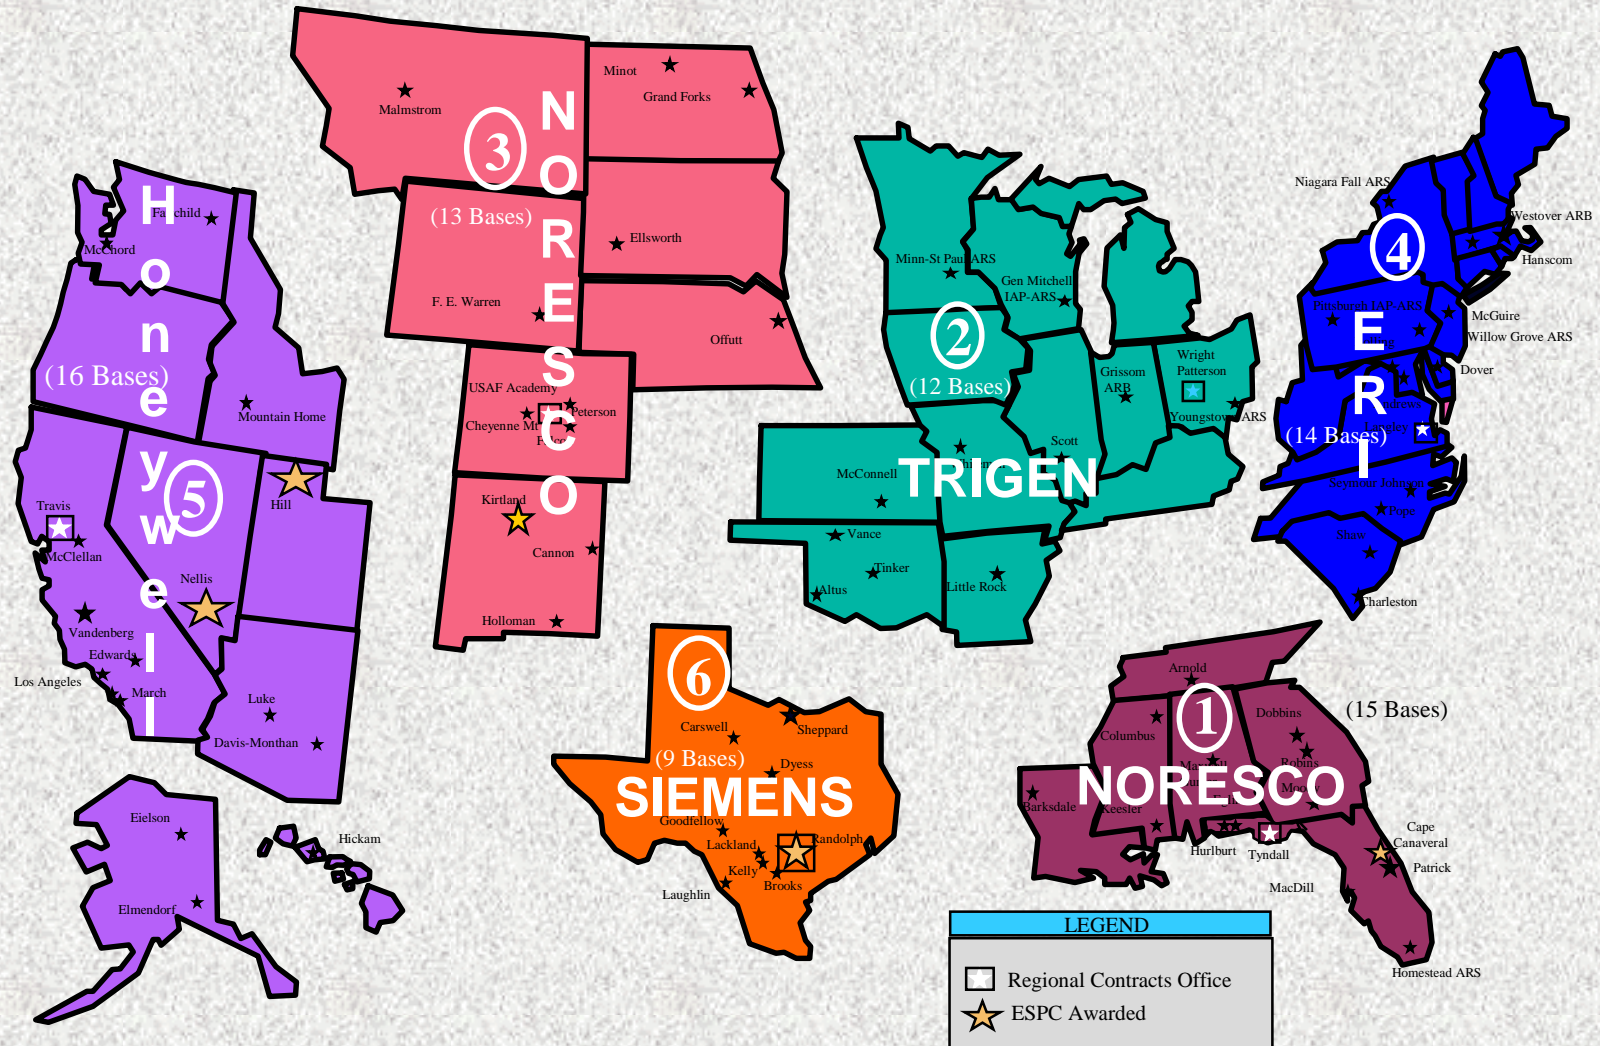 Honeywell
5
(16 Bases)
Fairchild
McChord
Mountain Home
Travis
McClellan
Hill
Nellis
Vandenberg
Edwards
Los Angeles
March
Luke
Davis-Monthan
Eielson
Elmendorf
Hickam
NORESCO
3
(13 Bases)
Malmstrom
Minot
Grand Forks
Ellsworth
F. E. Warren
Offutt
USAF Academy
Peterson
Cheyenne Mt
Kirtland
Cannon
Holloman
TRIGEN
2
(12 Bases)
Minn-St Paul ARS
Gen Mitchell
IAP-ARS
Grissom
ARB
Wright
Patterson
Youngstown ARS
Scott
McConnell
Vance
Tinker
Altus
Little Rock
ERI
4
(14 Bases)
Niagara Fall ARS
Westover ARB
Hanscom
Pittsburgh IAP-ARS
McGuire
Willow Grove ARS
Dover
Langley
Seymour Johnson
Pope
Shaw
Charleston
SIEMENS
6
(9 Bases)
Carswell
Sheppard
Dyess
Goodfellow
Lackland
Randolph
Kelly
Brooks
Laughlin
NORESCO
1
(15 Bases)
Arnold
Columbus
Dobbins
Robins
Moody
Barksdale
Keesler
Hurlburt
Tyndall
Cape
Canaveral
Patrick
MacDill
Homestead ARS
LEGEND
Regional Contracts Office
ESPC Awarded